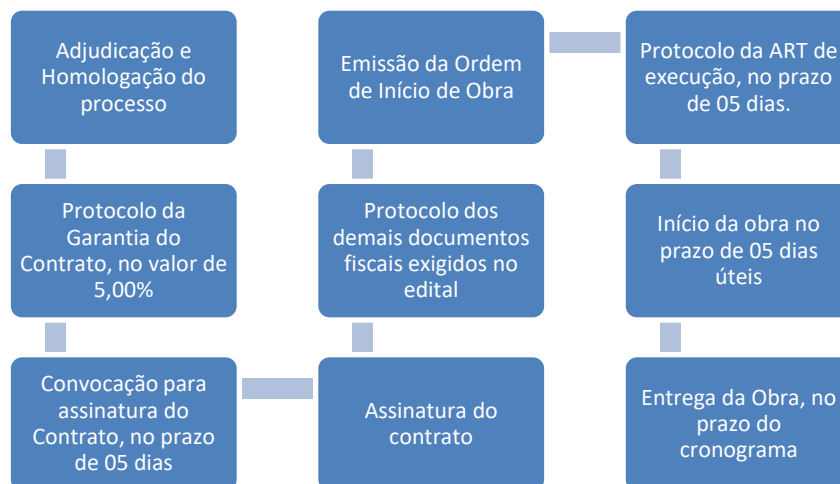 Adjudicação e
Homologação do
processo
Protocolo da
Garantia do
Contrato, no valor de
5,00%
Convocação para
assinatura do
Contrato, no prazo
de 05 dias
Assinatura do
contrato
Protocolo dos
demais documentos
fiscais exigidos no
edital
Emissão da Ordem
de Início de Obra
Protocolo da ART de
execução, no prazo
de 05 dias.
Início da obra no
prazo de 05 dias
úteis
Entrega da Obra, no
prazo do
cronograma